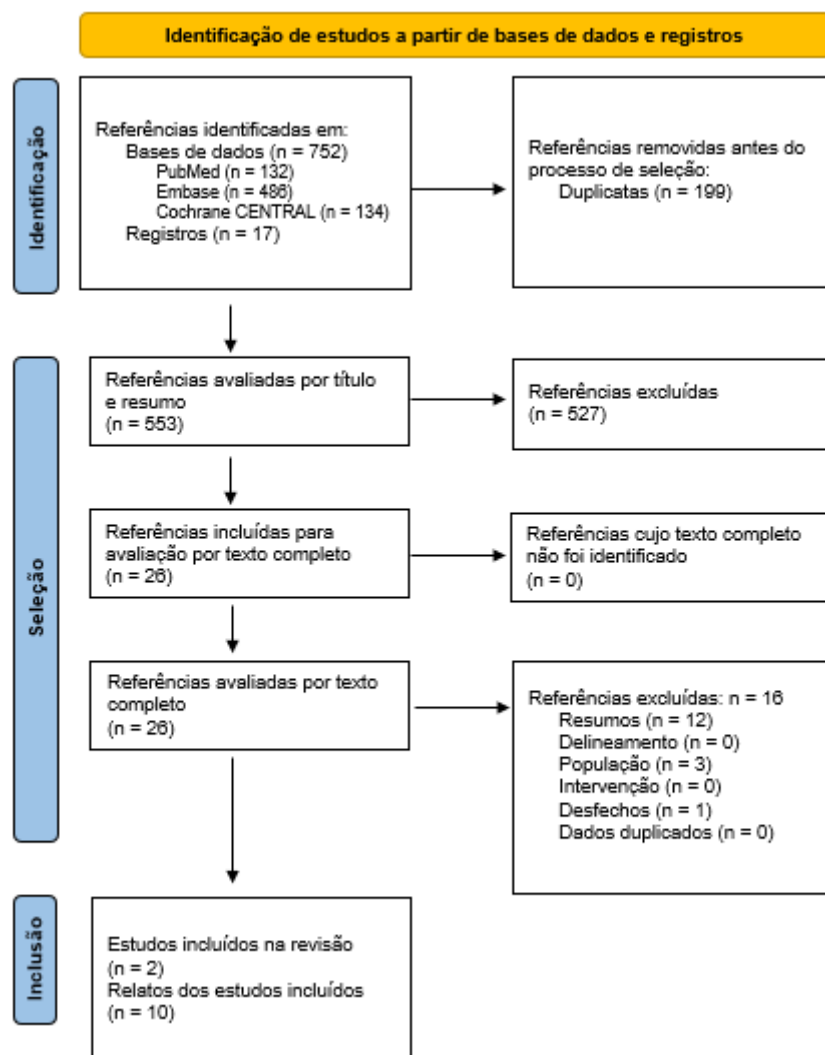 Identificação de estudos a partir de bases de dados e registros
Identificação
Referências identificadas em:
Bases de dados (n = 752)
PubMed (n = 132)
Embase (n = 486)
Cochrane CENTRAL (n = 134)
Registros (n = 17)
Referências removidas antes do
processo de seleção:
Duplicatas (n = 199)
Seleção
Referências avaliadas por título
e resumo
(n = 553)
Referências excluídas
(n = 527)
Referências incluídas para
avaliação por texto completo
(n = 26)
Referências cujo texto completo
não foi identificado
(n = 0)
Referências avaliadas por texto
completo
(n = 26)
Referências excluídas: n = 16
Resumos (n = 12)
Delineamento (n = 0)
População (n = 3)
Intervenção (n = 0)
Desfechos (n = 1)
Dados duplicados (n = 0)
Inclusão
Estudos incluídos na revisão
(n = 2)
Relatos dos estudos incluídos
(n = 10)